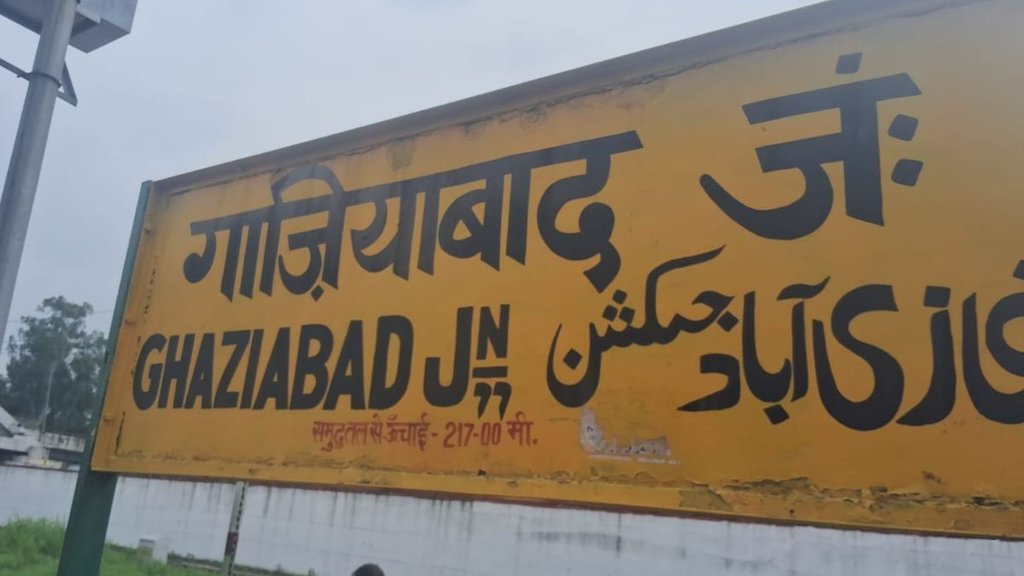 गाज़ियाबाद जं:
GHAZIABAD JN
غازی آباد جنکشن
समुद्रतल से ऊँचाई - 217-00 मी.